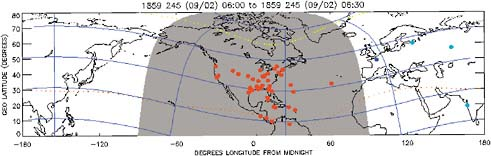 1859 245 (09/02) 06:00 to 1859 245 (09/02) 06:30
GEO LATITUDE (DEGREES)
80
70
60
50
40
30
20
10
0
-180 -120 -60 0 60 120 180
DEGREES LONGITUDE FROM MIDNIGHT